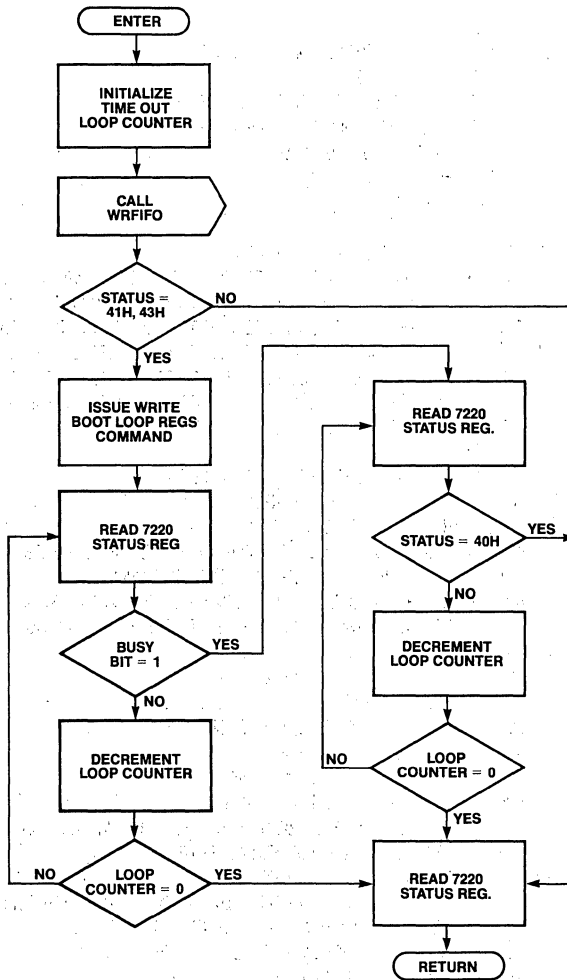 ENTER
INITIALIZE
TIME OUT
LOOP COUNTER
CALL
WRFIFO
STATUS =
41H, 43H
NO
YES
ISSUE WRITE
BOOT LOOP REGS
COMMAND
READ 7220
STATUS REG
BUSY
BIT = 1
YES
NO
DECREMENT
LOOP COUNTER
LOOP
COUNTER = 0
NO
YES
READ 7220
STATUS REG.
STATUS = 40H
YES
NO
DECREMENT
LOOP COUNTER
LOOP
COUNTER = 0
NO
YES
READ 7220
STATUS REG.
RETURN